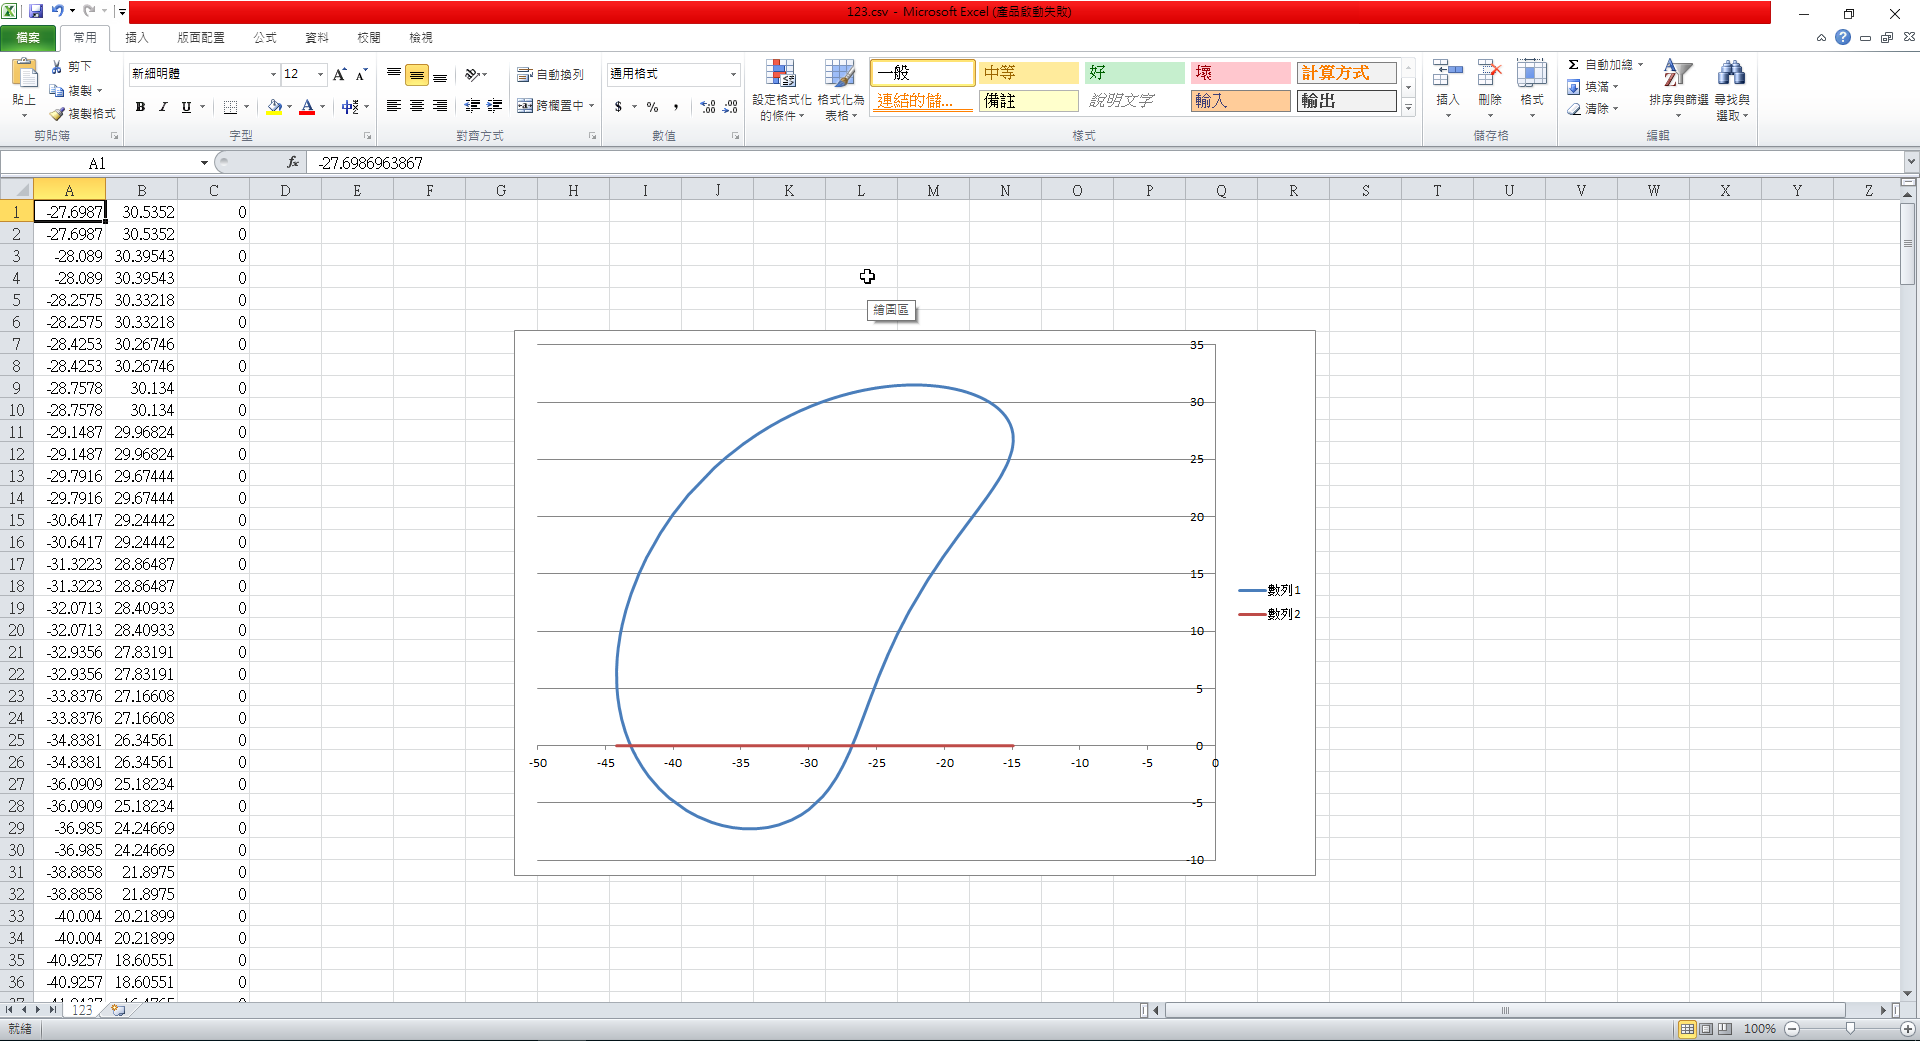 123.csv - Microsoft Excel (產品啟動失敗)
檔案 常用 插入 版面配置 公式 資料 校閱 檢視
貼上 剪下 複製 複製格式 剪貼簿
新細明體 12 A A B I U A 中 字型
自動換列 跨欄置中 對齊方式
通用格式 $ % , .0 .00 .00 .0 數值
設定格式化的條件 格式化為表格
一般 中等 好 壞 計算方式
連結的儲... 備註 說明文字 輸入 輸出
樣式
插入 刪除 格式 儲存格
Σ 自動加總 填滿 清除 排序與篩選 尋找與選取 編輯
A1 fx -27.6986963867
A B C D E F G H I J K L M N O P Q R S T U V W X Y Z
1 -27.6987 30.5352 0
2 -27.6987 30.5352 0
3 -28.089 30.39543 0
4 -28.089 30.39543 0
5 -28.2575 30.33218 0
6 -28.2575 30.33218 0
7 -28.4253 30.26746 0
8 -28.4253 30.26746 0
9 -28.7578 30.134 0
10 -28.7578 30.134 0
11 -29.1487 29.96824 0
12 -29.1487 29.96824 0
13 -29.7916 29.67444 0
14 -29.7916 29.67444 0
15 -30.6417 29.24442 0
16 -30.6417 29.24442 0
17 -31.3223 28.86487 0
18 -31.3223 28.86487 0
19 -32.0713 28.40933 0
20 -32.0713 28.40933 0
21 -32.9356 27.83191 0
22 -32.9356 27.83191 0
23 -33.8376 27.16608 0
24 -33.8376 27.16608 0
25 -34.8381 26.34561 0
26 -34.8381 26.34561 0
27 -36.0909 25.18234 0
28 -36.0909 25.18234 0
29 -36.985 24.24669 0
30 -36.985 24.24669 0
31 -38.8858 21.8975 0
32 -38.8858 21.8975 0
33 -40.004 20.21899 0
34 -40.004 20.21899 0
35 -40.9257 18.60551 0
36 -40.9257 18.60551 0
繪圖區
35
30
25
20
15
10
5
0
-5
-10
-50 -45 -40 -35 -30 -25 -20 -15 -10 -5 0
數列1
數列2
123
就緒 100%